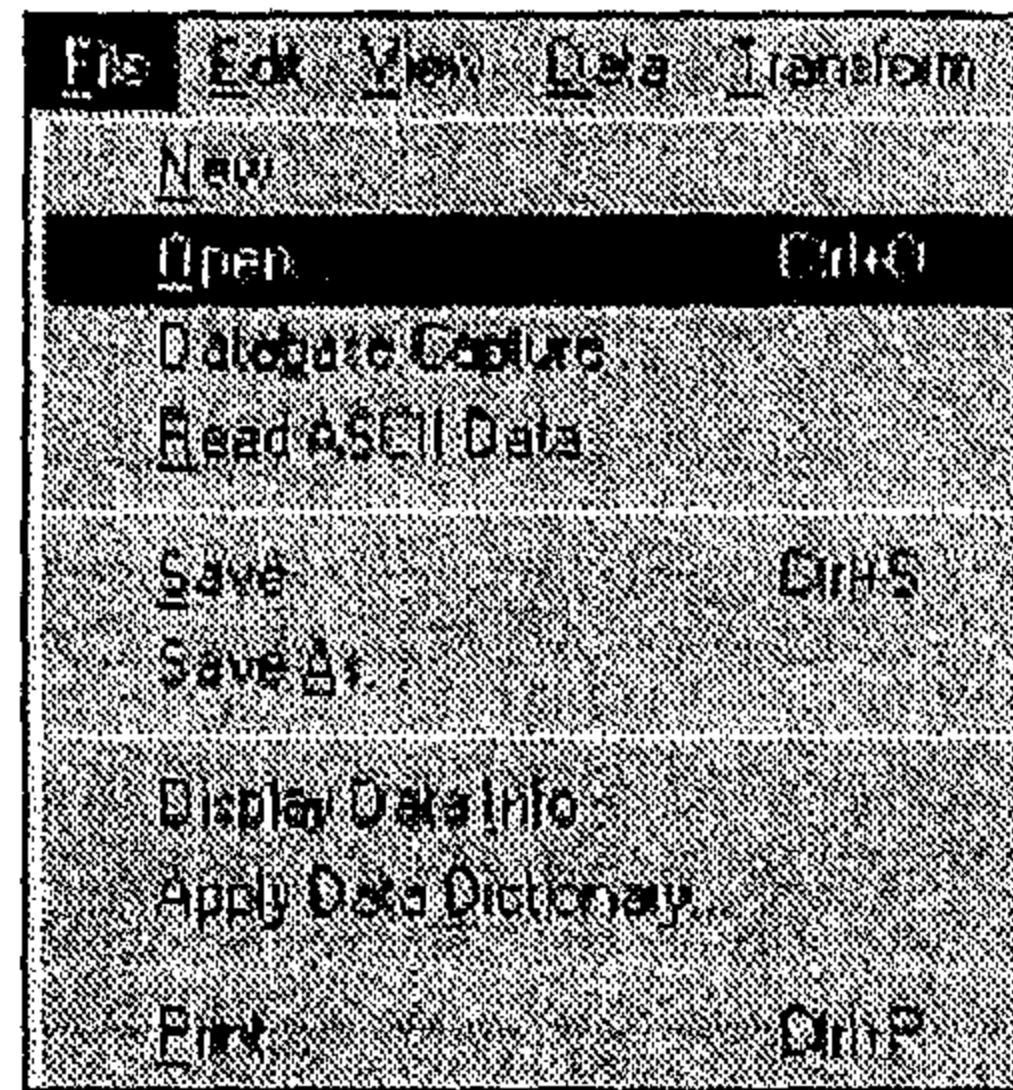 File Edit View Data Transform
New
Open... Ctrl+O
Database Capture...
Read ASCII Data...
Save Ctrl+S
Save As...
Display Data Info...
Apply Data Dictionary...
Print... Ctrl+P